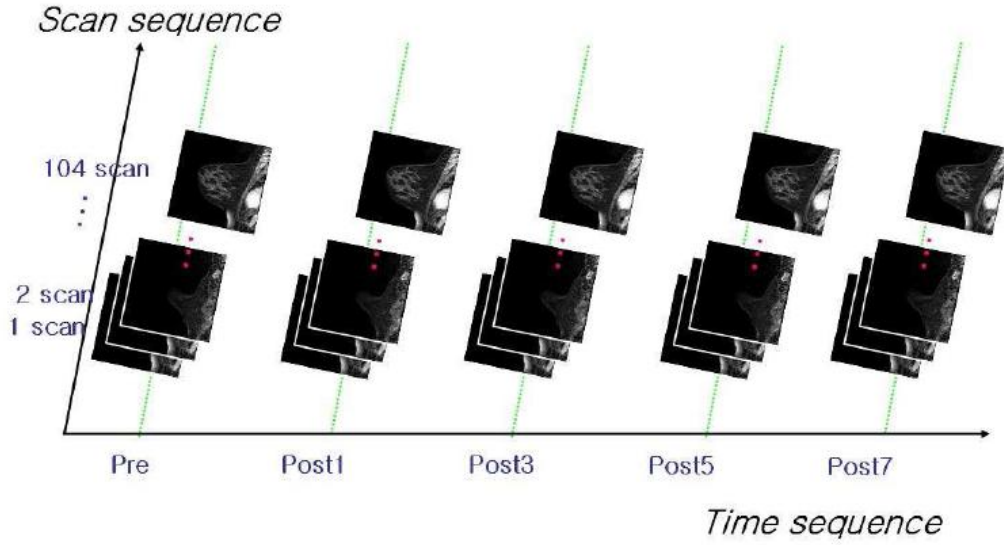 Scan sequence
104 scan
2 scan
1 scan
Pre Post1 Post3 Post5 Post7
Time sequence